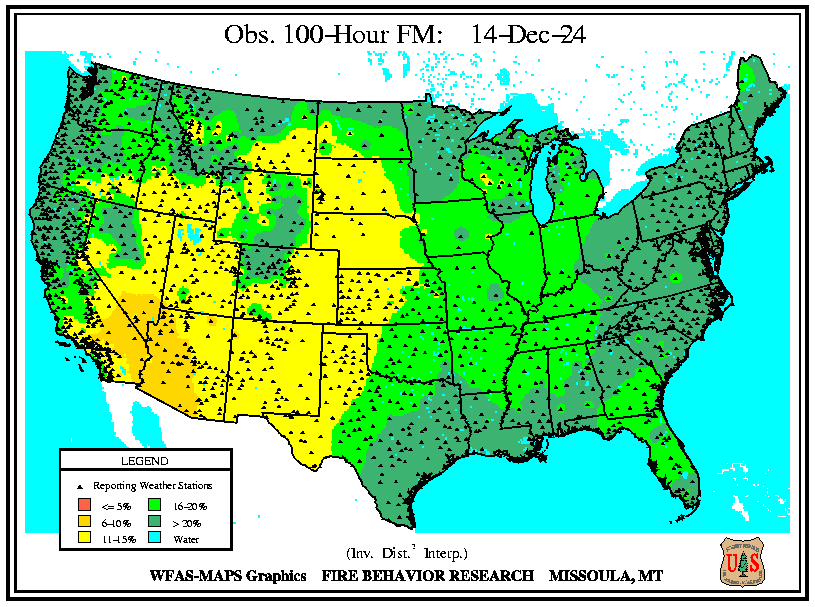 Obs. 100-Hour FM: 14-Dec-24
LEGEND
Reporting Weather Stations
<= 5% 16-20%
6-10% > 20%
11-15% Water
(Inv. Dist.² Interp.)
WFAS-MAPS Graphics FIRE BEHAVIOR RESEARCH MISSOULA, MT
U S